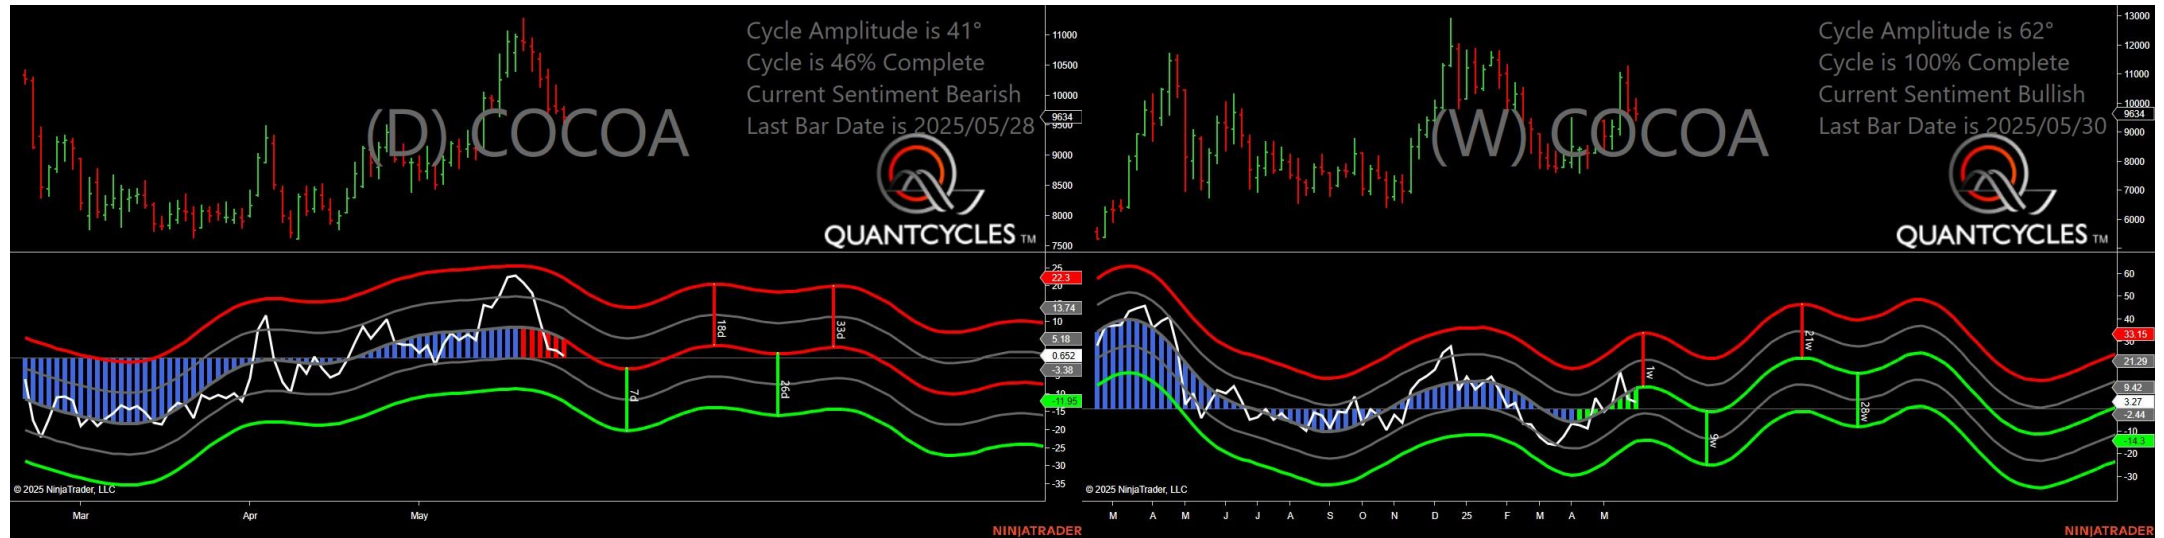 Cycle Amplitude is 41°
Cycle is 46% Complete
Current Sentiment Bearish
Last Bar Date is 2025/05/28
(D) COCOA
QUANTCYCLES TM
11000
10500
10000
9634
9500
9000
8500
8000
7500
25
22.3
20
13.74
10
5.18
0.652
-3.38
-11.95
-15
-20
-25
-30
-35
7d
18d
26d
33d
© 2025 NinjaTrader, LLC
Mar Apr May
NINJATRADER
Cycle Amplitude is 62°
Cycle is 100% Complete
Current Sentiment Bullish
Last Bar Date is 2025/05/30
(W) COCOA
QUANTCYCLES TM
13000
12000
11000
10000
9634
9000
8000
7000
6000
60
50
40
33.15
30
21.29
9.42
3.27
-2.44
-10
-14.3
-20
-30
1w
9w
21w
28w
© 2025 NinjaTrader, LLC
M A M J J A S O N D 25 F M A M
NINJATRADER